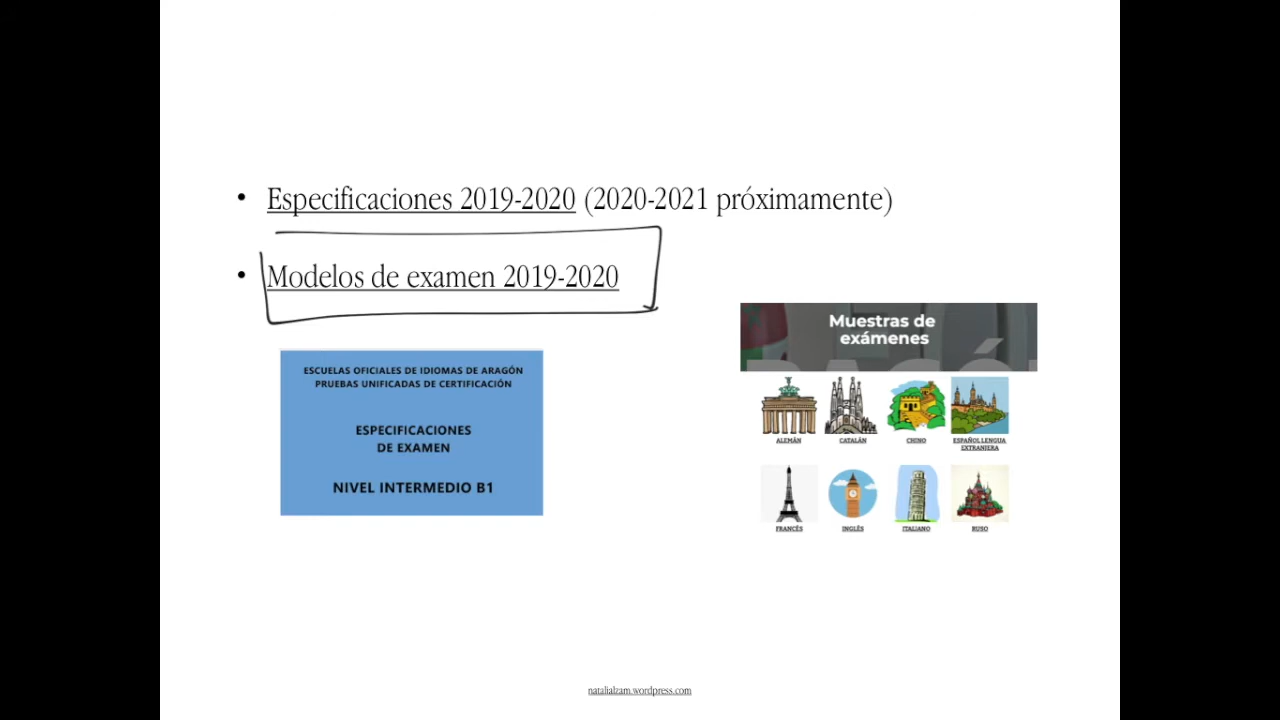 • Especificaciones 2019-2020 (2020-2021 próximamente)
• Modelos de examen 2019-2020
ESCUELAS OFICIALES DE IDIOMAS DE ARAGÓN
PRUEBAS UNIFICADAS DE CERTIFICACIÓN
ESPECIFICACIONES
DE EXAMEN
NIVEL INTERMEDIO B1
Muestras de
exámenes
ALEMÁN
CATALÁN
CHINO
ESPAÑOL LENGUA
EXTRANJERA
FRANCÉS
INGLÉS
ITALIANO
RUSO
natalialzam.wordpress.com